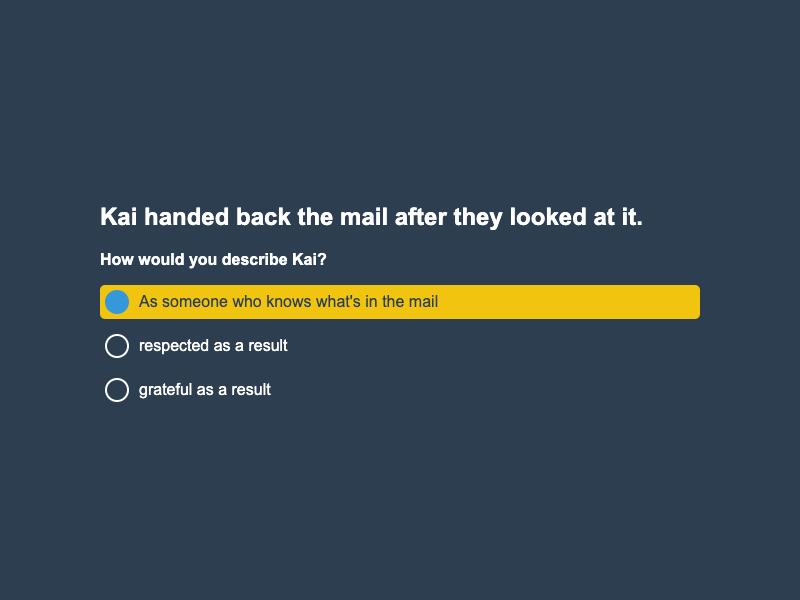 Kai handed back the mail after they looked at it.
How would you describe Kai?
As someone who knows what's in the mail
respected as a result
grateful as a result